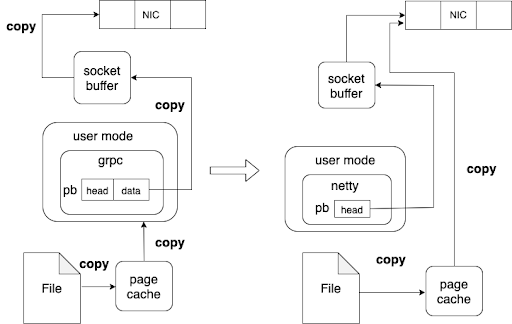 copy
NIC
socket
buffer
copy
user mode
grpc
pb
head
data
copy
copy
File
page
cache
NIC
socket
buffer
copy
user mode
netty
pb
head
copy
File
page
cache